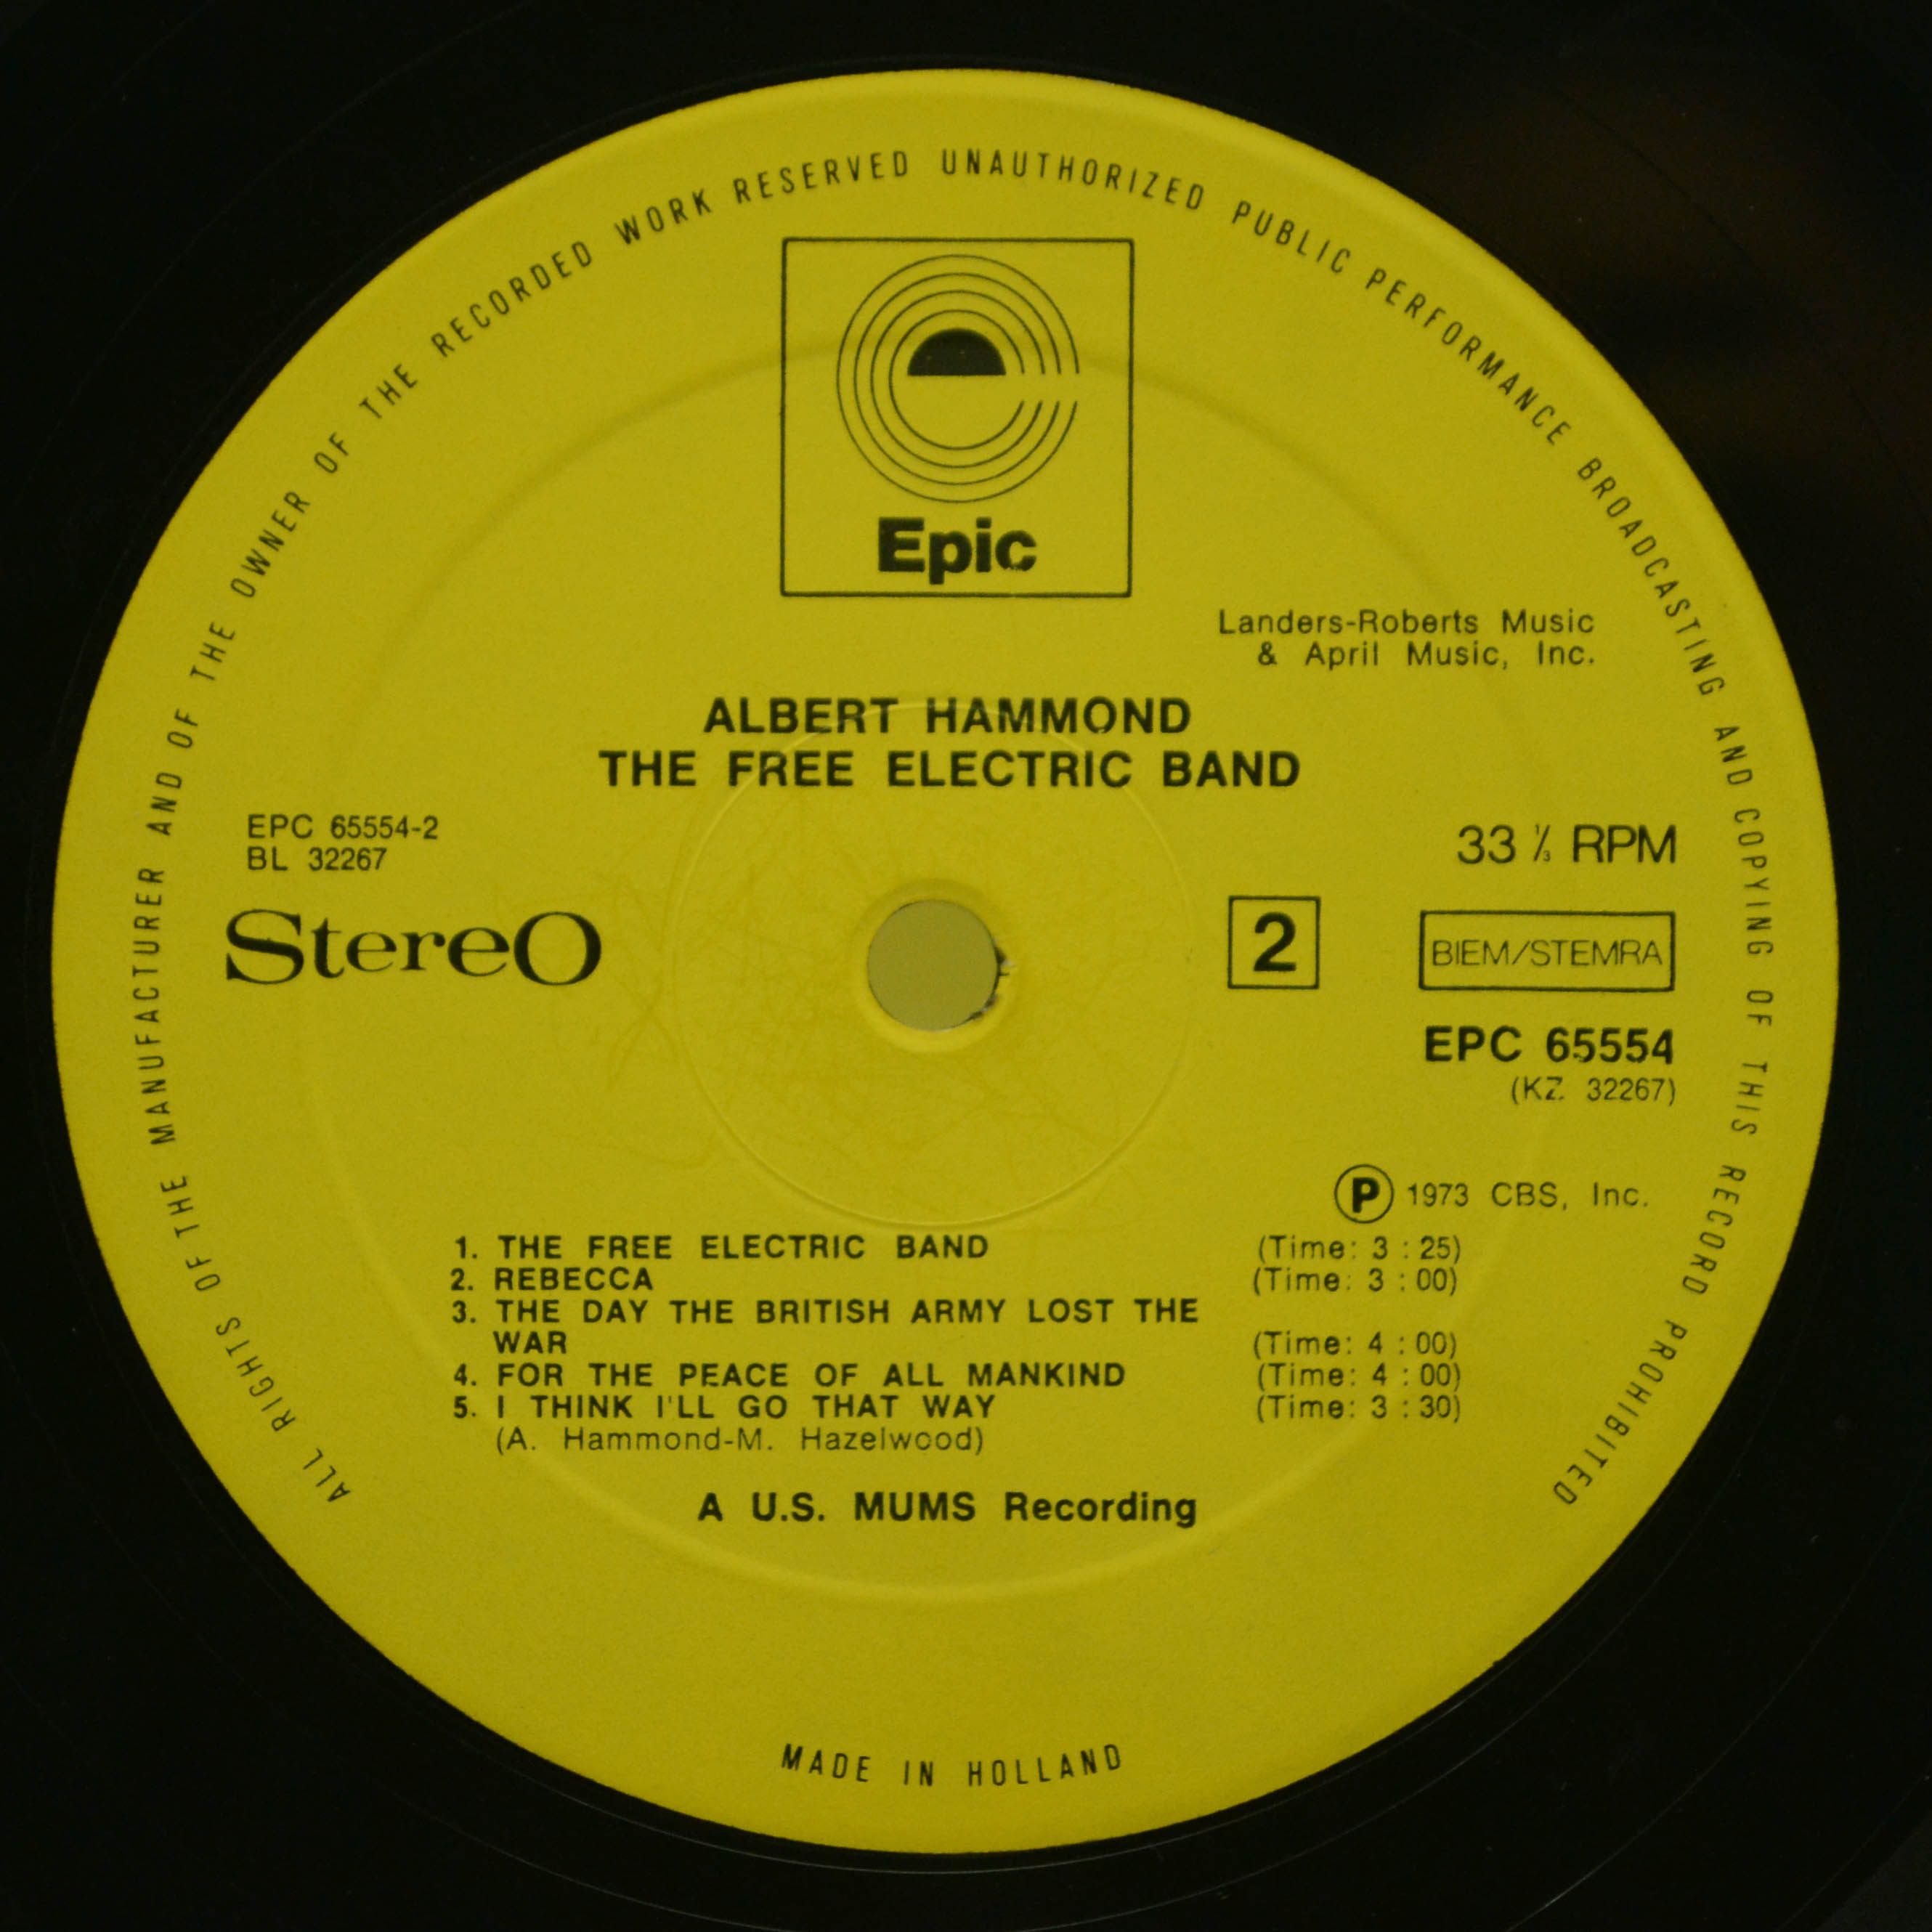 ALL RIGHTS OF THE MANUFACTURER AND OF THE OWNER OF THE RECORDED WORK RESERVED UNAUTHORIZED PUBLIC PERFORMANCE BROADCASTING AND COPYING OF THIS RECORD PROHIBITED
Epic
Landers-Roberts Music
& April Music, Inc.
ALBERT HAMMOND
THE FREE ELECTRIC BAND
EPC 65554-2
BL 32267
33 1/3 RPM
Stereo
2
BIEM/STEMRA
EPC 65554
(KZ 32267)
Ⓟ 1973 CBS, Inc.
1. THE FREE ELECTRIC BAND (Time: 3 : 25)
2. REBECCA (Time: 3 : 00)
3. THE DAY THE BRITISH ARMY LOST THE
WAR (Time: 4 : 00)
4. FOR THE PEACE OF ALL MANKIND (Time: 4 : 00)
5. I THINK I'LL GO THAT WAY (Time: 3 : 30)
(A. Hammond-M. Hazelwood)
A U.S. MUMS Recording
MADE IN HOLLAND